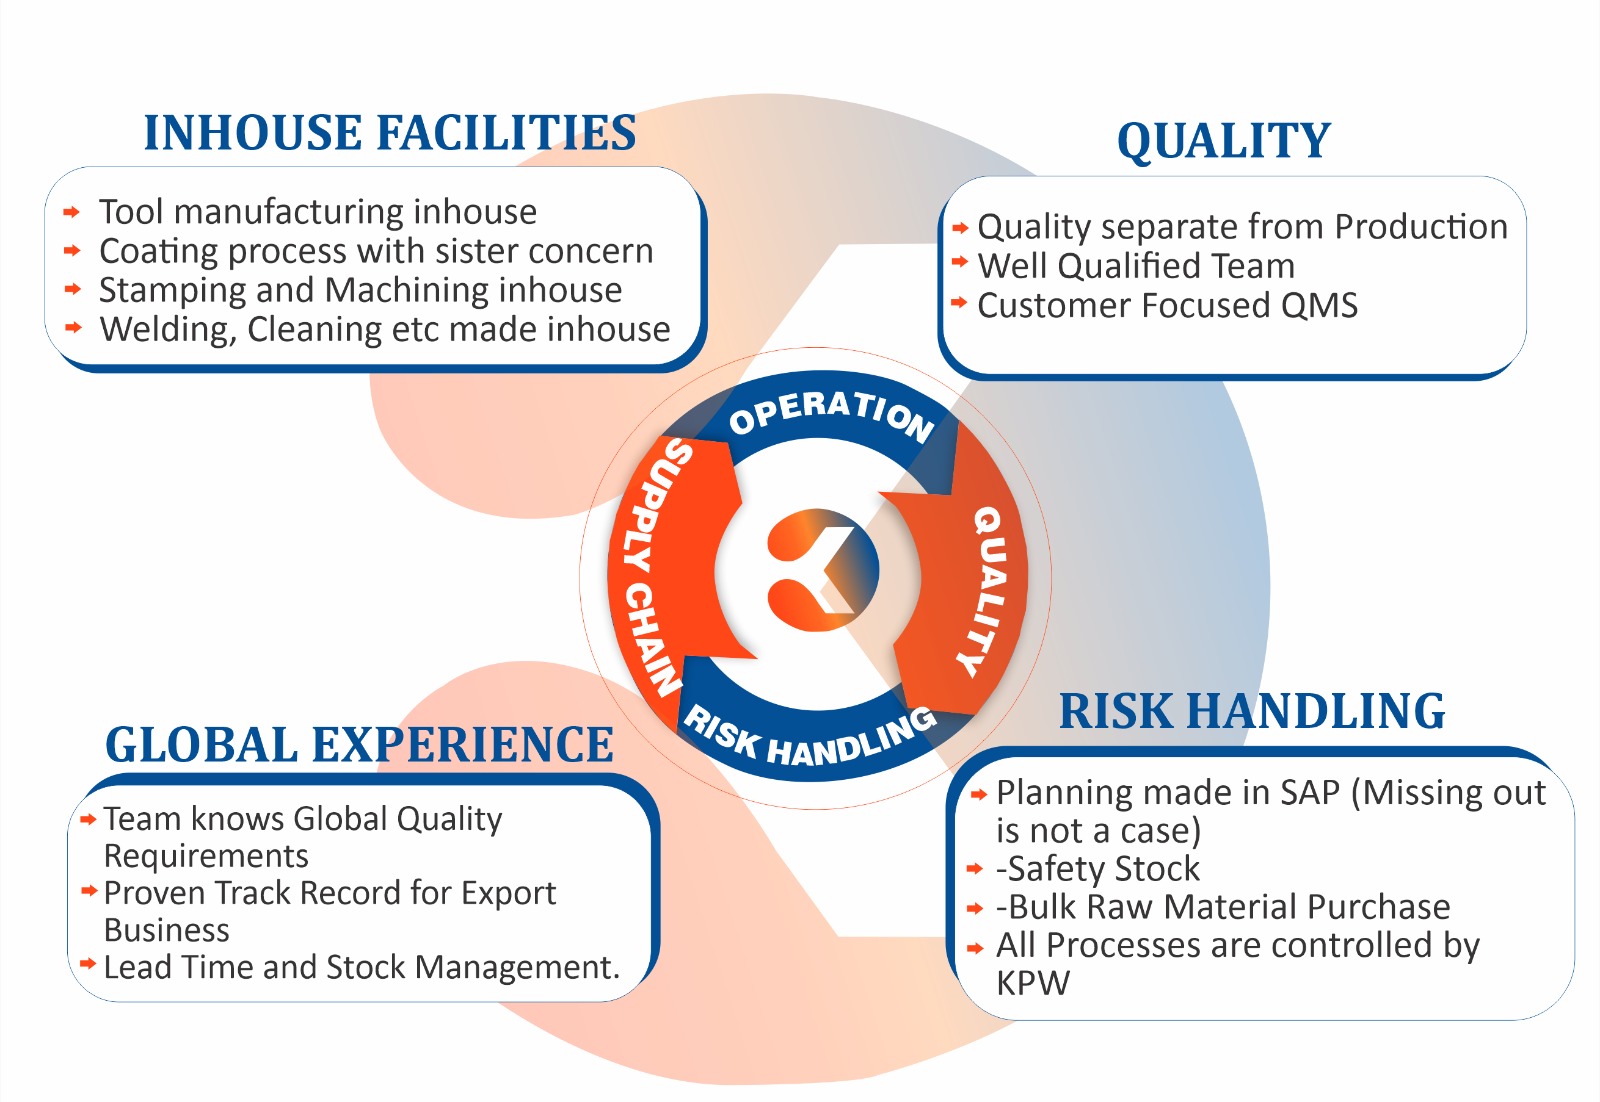 INHOUSE FACILITIES
Tool manufacturing inhouse
Coating process with sister concern
Stamping and Machining inhouse
Welding, Cleaning etc made inhouse
QUALITY
Quality separate from Production
Well Qualified Team
Customer Focused QMS
OPERATION
QUALITY
RISK HANDLING
SUPPLY CHAIN
GLOBAL EXPERIENCE
Team knows Global Quality
Requirements
Proven Track Record for Export
Business
Lead Time and Stock Management.
RISK HANDLING
Planning made in SAP (Missing out
is not a case)
-Safety Stock
-Bulk Raw Material Purchase
All Processes are controlled by
KPW